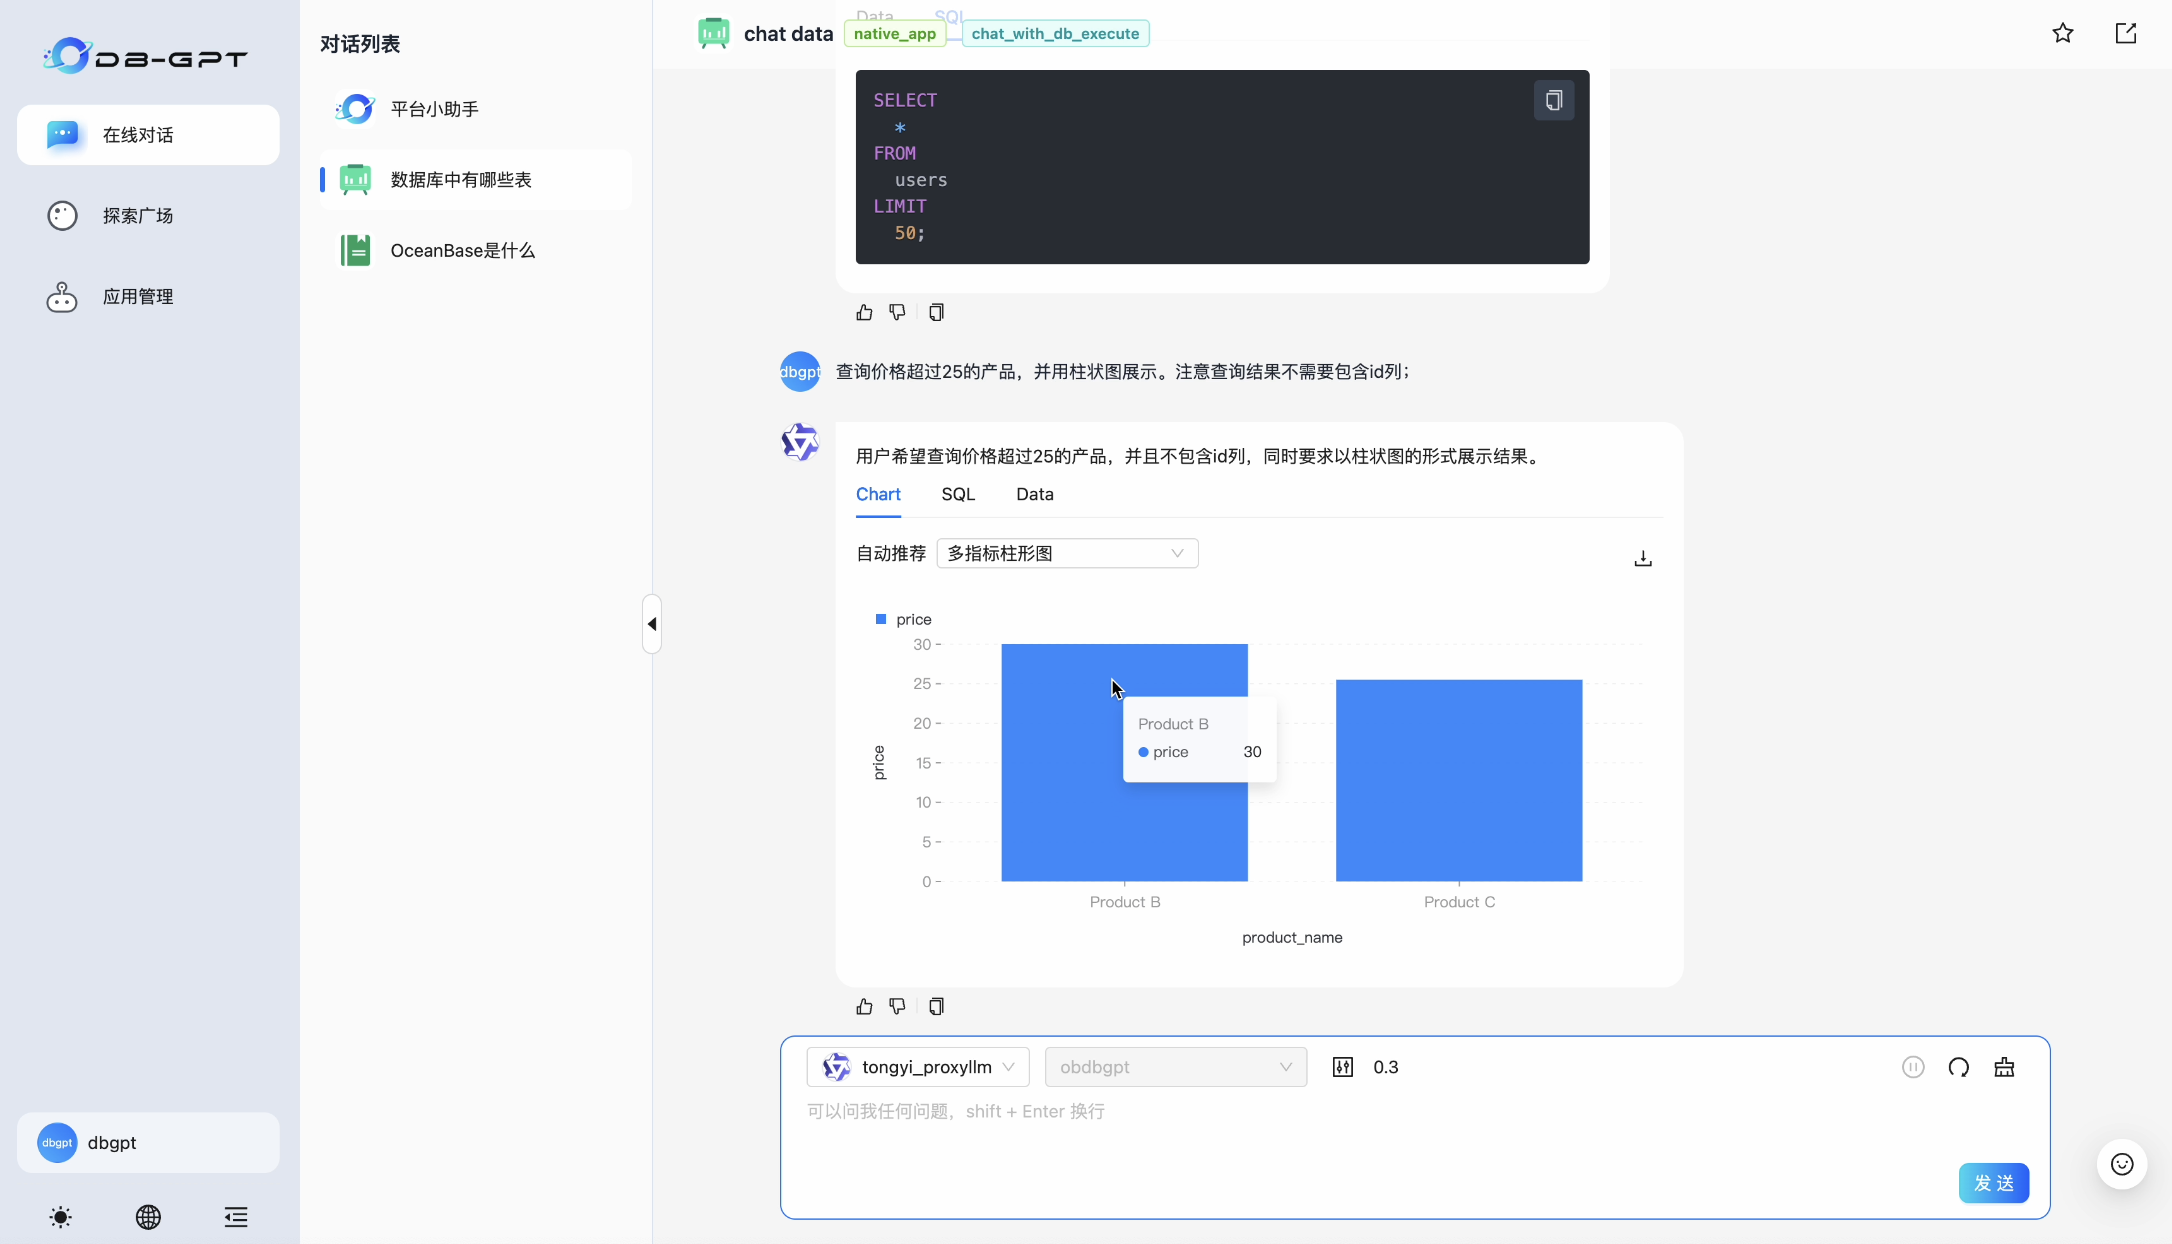 DB-GPT
在线对话
探索广场
应用管理
dbgpt
dbgpt
对话列表
平台小助手
数据库中有哪些表
OceanBase是什么
chat data
native_app
chat_with_db_execute
Data
SQL
SELECT
*
FROM
users
LIMIT
50;
dbgpt
查询价格超过25的产品，并用柱状图展示。注意查询结果不需要包含id列；
用户希望查询价格超过25的产品，并且不包含id列，同时要求以柱状图的形式展示结果。
Chart
SQL
Data
自动推荐
多指标柱形图
price
30
25
20
15
10
5
0
price
Product B
price 30
Product B
Product C
product_name
tongyi_proxyllm
obdbgpt
0.3
可以问我任何问题，shift + Enter 换行
发 送